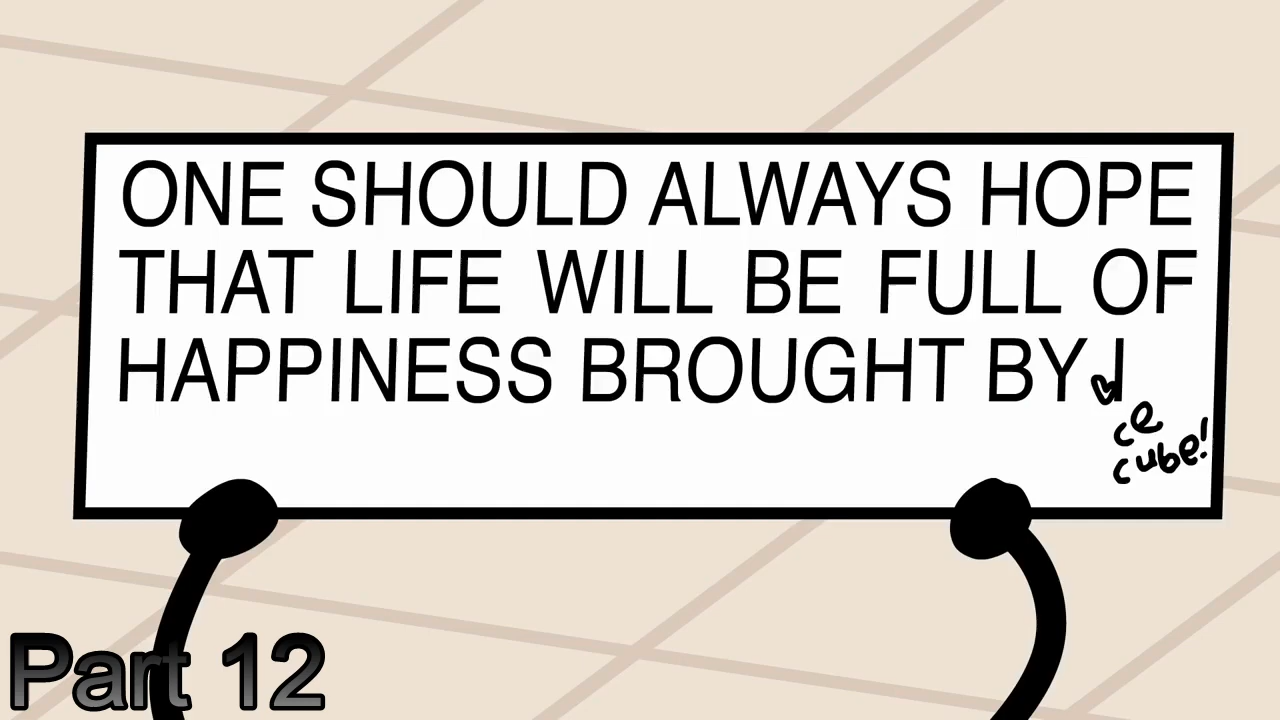 ONE SHOULD ALWAYS HOPE
THAT LIFE WILL BE FULL OF
HAPPINESS BROUGHT BY I
ce
cube!
Part 12